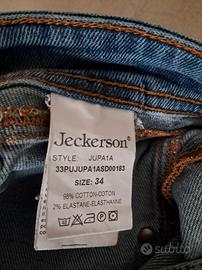 Jeckerson®
STYLE: JUPA1A
33PUJUPA1ASD00183
SIZE: 34
98% COTTON-COTON
2% ELASTANE-ELASTHANNE
subito